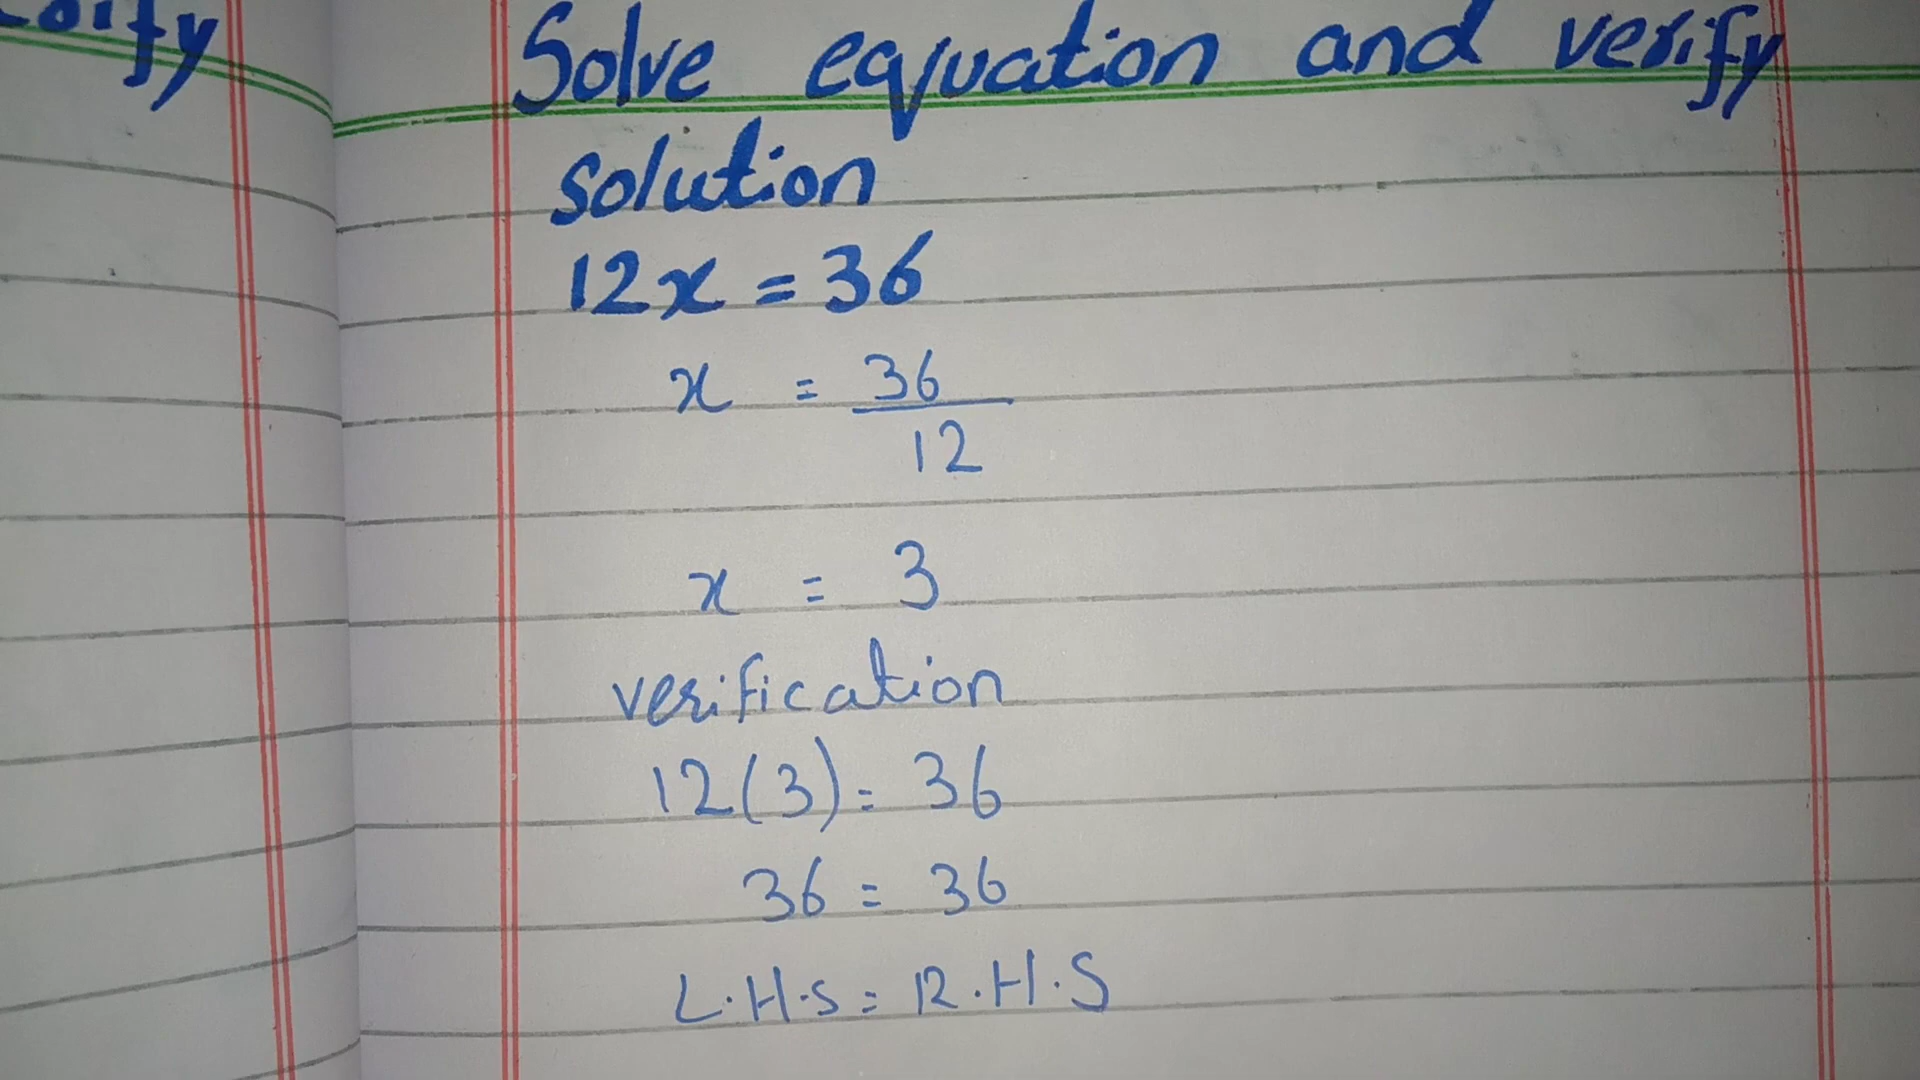 Solve equation and verify
solution
12x = 36
x = 36
12
x = 3
verification
12(3) = 36
36 = 36
L.H.S = R.H.S